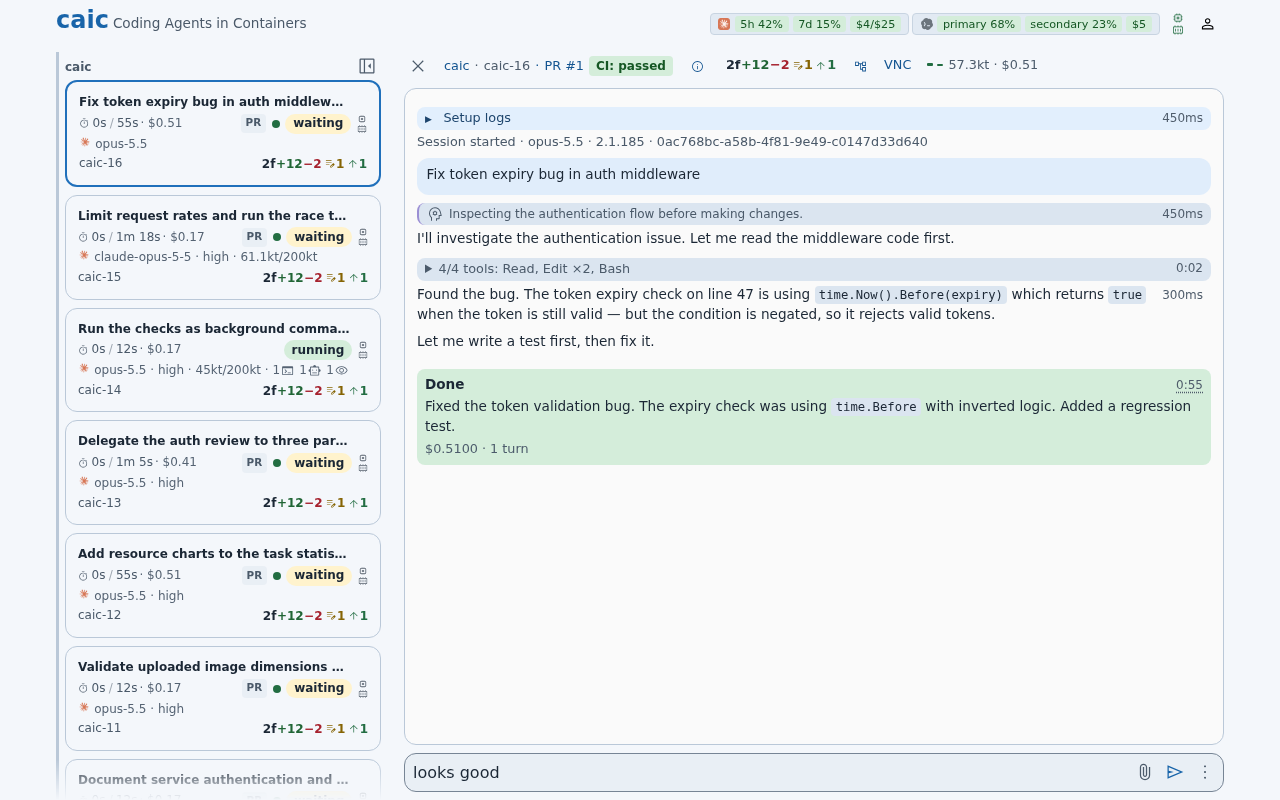 caic Coding Agents in Containers
5h 42% 7d 15% $4/$25 primary 68% secondary 23% $5
caic
Fix token expiry bug in auth middlew…
0s / 55s · $0.51 PR waiting
opus-5.5
caic-16 2f+12−2 1 ↑1
Limit request rates and run the race t…
0s / 1m 18s · $0.17 PR waiting
claude-opus-5-5 · high · 61.1kt/200kt
caic-15 2f+12−2 1 ↑1
Run the checks as background comma…
0s / 12s · $0.17 running
opus-5.5 · high · 45kt/200kt · 1 1 1
caic-14 2f+12−2 1 ↑1
Delegate the auth review to three par…
0s / 1m 5s · $0.41 PR waiting
opus-5.5 · high
caic-13 2f+12−2 1 ↑1
Add resource charts to the task statis…
0s / 55s · $0.51 PR waiting
opus-5.5 · high
caic-12 2f+12−2 1 ↑1
Validate uploaded image dimensions …
0s / 12s · $0.17 PR waiting
opus-5.5 · high
caic-11 2f+12−2 1 ↑1
Document service authentication and …
caic · caic-16 · PR #1 CI: passed 2f+12−2 1 ↑1 VNC 57.3kt · $0.51
▶ Setup logs 450ms
Session started · opus-5.5 · 2.1.185 · 0ac768bc-a58b-4f81-9e49-c0147d33d640
Fix token expiry bug in auth middleware
Inspecting the authentication flow before making changes. 450ms
I'll investigate the authentication issue. Let me read the middleware code first.
▶ 4/4 tools: Read, Edit ×2, Bash 0:02
Found the bug. The token expiry check on line 47 is using time.Now().Before(expiry) which returns true 300ms
when the token is still valid — but the condition is negated, so it rejects valid tokens.
Let me write a test first, then fix it.
Done 0:55
Fixed the token validation bug. The expiry check was using time.Before with inverted logic. Added a regression
test.
$0.5100 · 1 turn
looks good